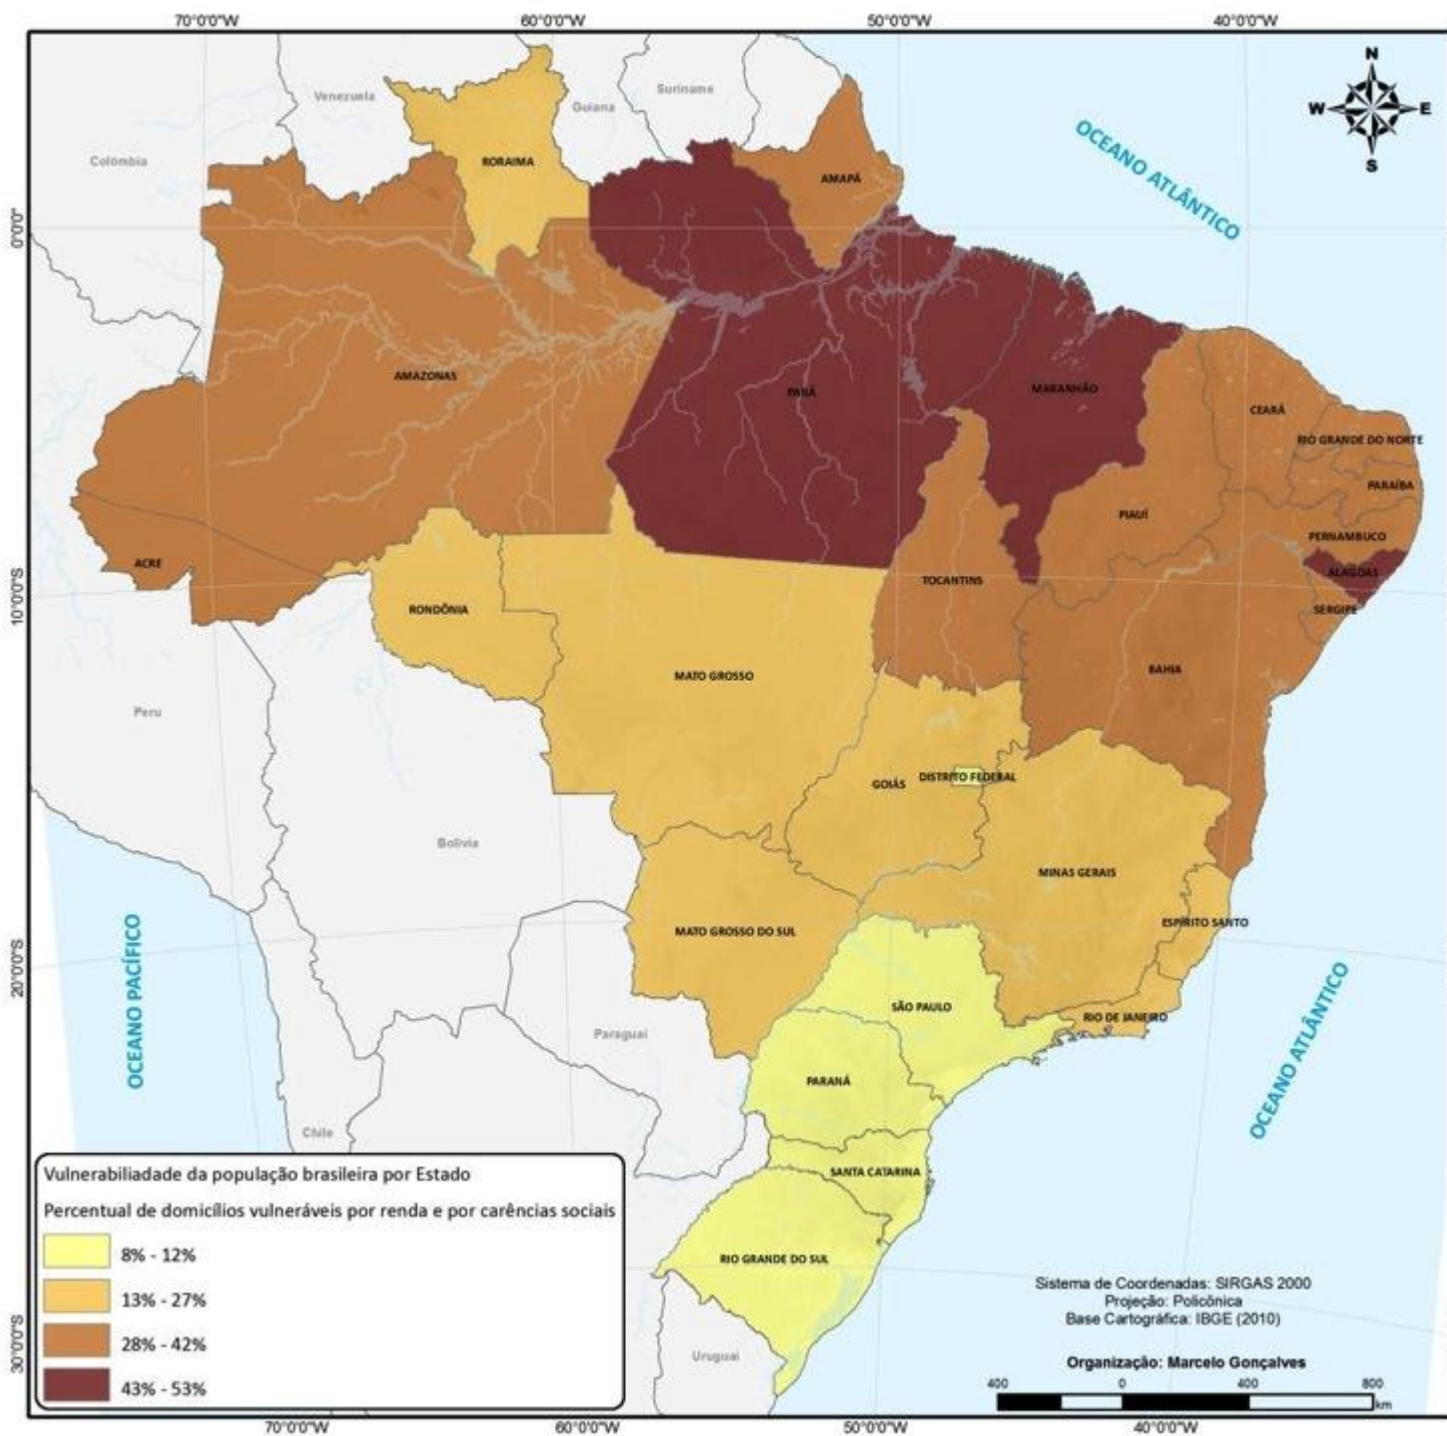 70°0'0"W
60°0'0"W
50°0'0"W
40°0'0"W
N
W
E
S
Venezuela
Guiana
Suriname
Colômbia
OCEANO ATLÂNTICO
RORAIMA
AMAPÁ
0°0'0"
AMAZONAS
PARÁ
MARANHÃO
CEARÁ
RIO GRANDE DO NORTE
PARAÍBA
PIAUÍ
PERNAMBUCO
ACRE
ALAGOAS
TOCANTINS
10°0'0"S
RONDÔNIA
SERGIPE
MATO GROSSO
BAHIA
Peru
GOIÁS
DISTRITO FEDERAL
Bolívia
MINAS GERAIS
MATO GROSSO DO SUL
ESPÍRITO SANTO
20°0'0"S
OCEANO PACÍFICO
SÃO PAULO
RIO DE JANEIRO
Paraguai
OCEANO ATLÂNTICO
PARANÁ
Chile
SANTA CATARINA
RIO GRANDE DO SUL
Vulnerabiliadade da população brasileira por Estado
Percentual de domicílios vulneráveis por renda e por carências sociais
8% - 12%
13% - 27%
28% - 42%
43% - 53%
30°0'0"S
Uruguai
Sistema de Coordenadas: SIRGAS 2000
Projeção: Policônica
Base Cartográfica: IBGE (2010)
Organização: Marcelo Gonçalves
400 0 400 800
km
70°0'0"W
60°0'0"W
50°0'0"W
40°0'0"W